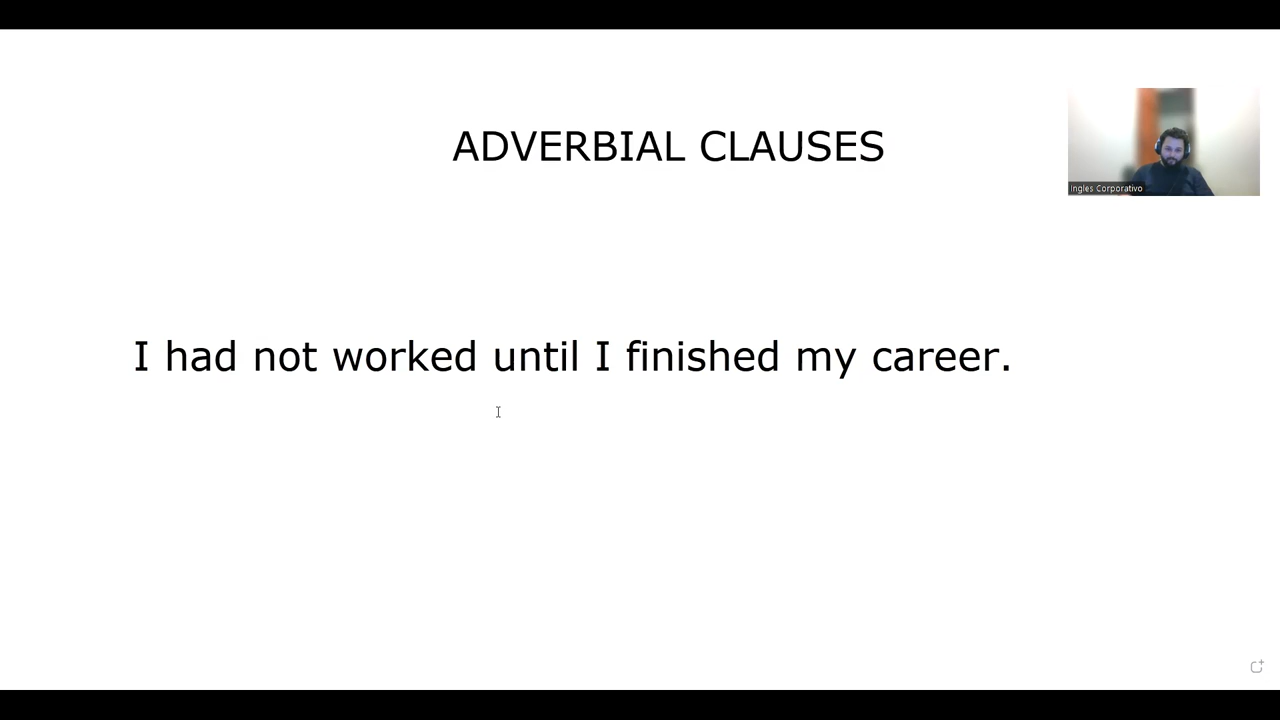 ADVERBIAL CLAUSES
Ingles Corporativo
I had not worked until I finished my career.